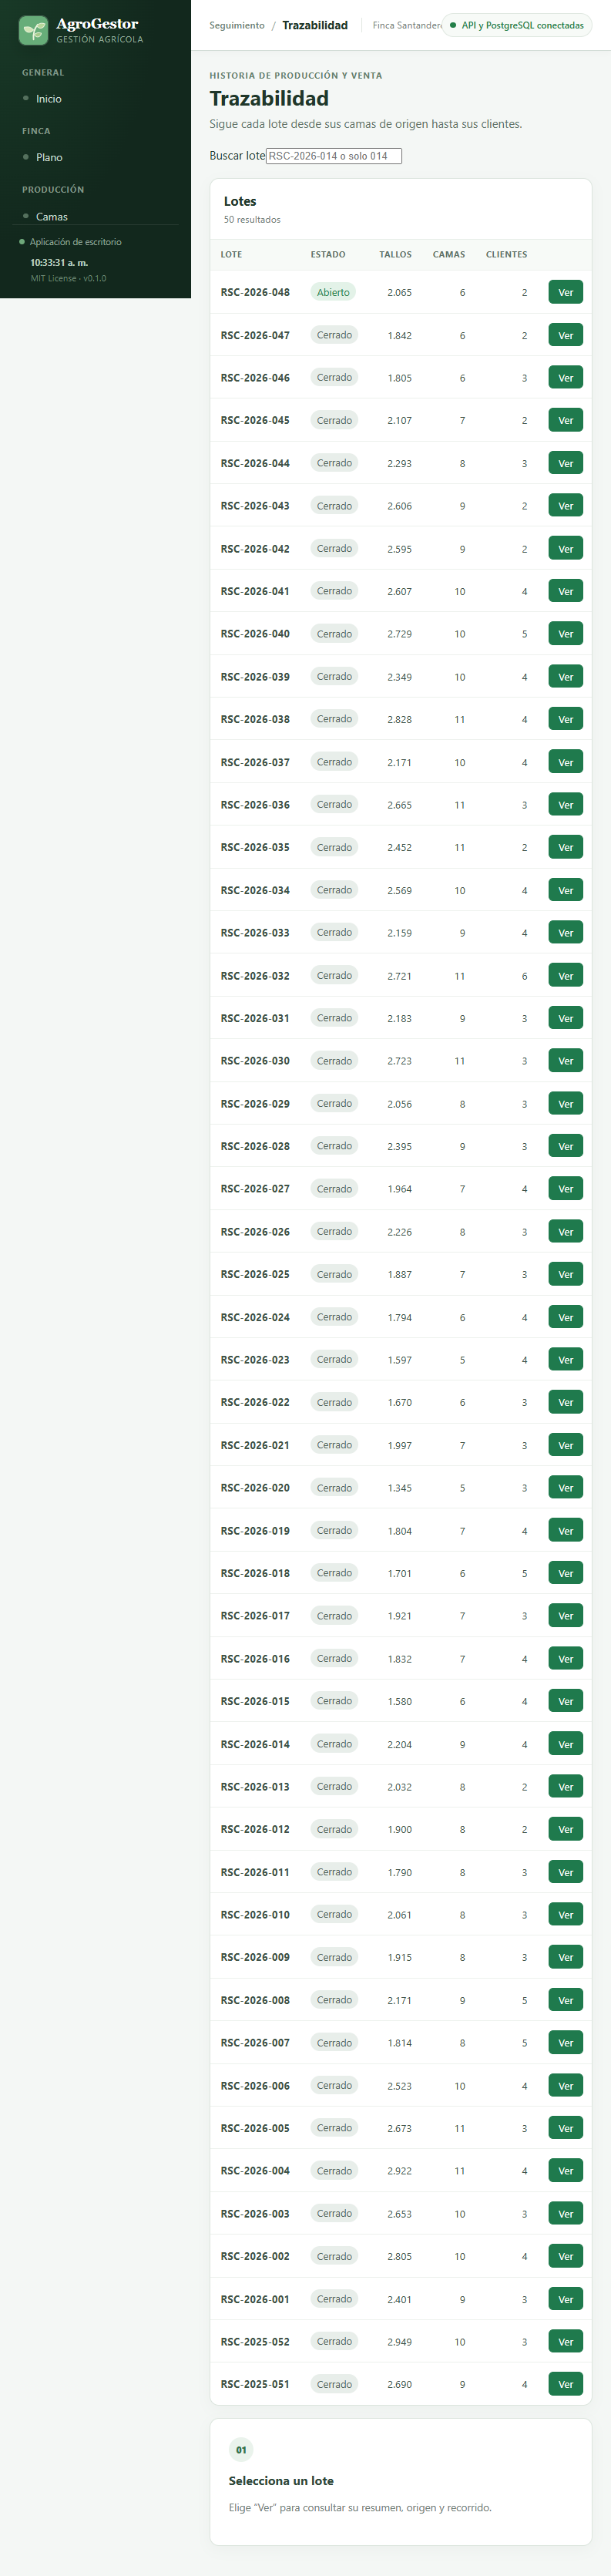 AgroGestor
GESTIÓN AGRÍCOLA
GENERAL
Inicio
FINCA
Plano
PRODUCCIÓN
Camas
Aplicación de escritorio
10:33:31 a. m.
MIT License - v0.1.0
Seguimiento / Trazabilidad Finca Santander API y PostgreSQL conectadas
HISTORIA DE PRODUCCIÓN Y VENTA
Trazabilidad
Sigue cada lote desde sus camas de origen hasta sus clientes.
Buscar lote RSC-2026-014 o solo 014
Lotes
50 resultados
LOTE ESTADO TALLOS CAMAS CLIENTES
RSC-2026-048 Abierto 2.065 6 2 Ver
RSC-2026-047 Cerrado 1.842 6 2 Ver
RSC-2026-046 Cerrado 1.805 6 3 Ver
RSC-2026-045 Cerrado 2.107 7 2 Ver
RSC-2026-044 Cerrado 2.293 8 3 Ver
RSC-2026-043 Cerrado 2.606 9 2 Ver
RSC-2026-042 Cerrado 2.595 9 2 Ver
RSC-2026-041 Cerrado 2.607 10 4 Ver
RSC-2026-040 Cerrado 2.729 10 5 Ver
RSC-2026-039 Cerrado 2.349 10 4 Ver
RSC-2026-038 Cerrado 2.828 11 4 Ver
RSC-2026-037 Cerrado 2.171 10 4 Ver
RSC-2026-036 Cerrado 2.665 11 3 Ver
RSC-2026-035 Cerrado 2.452 11 2 Ver
RSC-2026-034 Cerrado 2.569 10 4 Ver
RSC-2026-033 Cerrado 2.159 9 4 Ver
RSC-2026-032 Cerrado 2.721 11 6 Ver
RSC-2026-031 Cerrado 2.183 9 3 Ver
RSC-2026-030 Cerrado 2.723 11 3 Ver
RSC-2026-029 Cerrado 2.056 8 3 Ver
RSC-2026-028 Cerrado 2.395 9 3 Ver
RSC-2026-027 Cerrado 1.964 7 4 Ver
RSC-2026-026 Cerrado 2.226 8 3 Ver
RSC-2026-025 Cerrado 1.887 7 3 Ver
RSC-2026-024 Cerrado 1.794 6 4 Ver
RSC-2026-023 Cerrado 1.597 5 4 Ver
RSC-2026-022 Cerrado 1.670 6 3 Ver
RSC-2026-021 Cerrado 1.997 7 3 Ver
RSC-2026-020 Cerrado 1.345 5 3 Ver
RSC-2026-019 Cerrado 1.804 7 4 Ver
RSC-2026-018 Cerrado 1.701 6 5 Ver
RSC-2026-017 Cerrado 1.921 7 3 Ver
RSC-2026-016 Cerrado 1.832 7 4 Ver
RSC-2026-015 Cerrado 1.580 6 4 Ver
RSC-2026-014 Cerrado 2.204 9 4 Ver
RSC-2026-013 Cerrado 2.032 8 2 Ver
RSC-2026-012 Cerrado 1.900 8 2 Ver
RSC-2026-011 Cerrado 1.790 8 3 Ver
RSC-2026-010 Cerrado 2.061 8 3 Ver
RSC-2026-009 Cerrado 1.915 8 3 Ver
RSC-2026-008 Cerrado 2.171 9 5 Ver
RSC-2026-007 Cerrado 1.814 8 5 Ver
RSC-2026-006 Cerrado 2.523 10 4 Ver
RSC-2026-005 Cerrado 2.673 11 3 Ver
RSC-2026-004 Cerrado 2.922 11 4 Ver
RSC-2026-003 Cerrado 2.653 10 3 Ver
RSC-2026-002 Cerrado 2.805 10 4 Ver
RSC-2026-001 Cerrado 2.401 9 3 Ver
RSC-2025-052 Cerrado 2.949 10 3 Ver
RSC-2025-051 Cerrado 2.690 9 4 Ver
01
Selecciona un lote
Elige "Ver" para consultar su resumen, origen y recorrido.